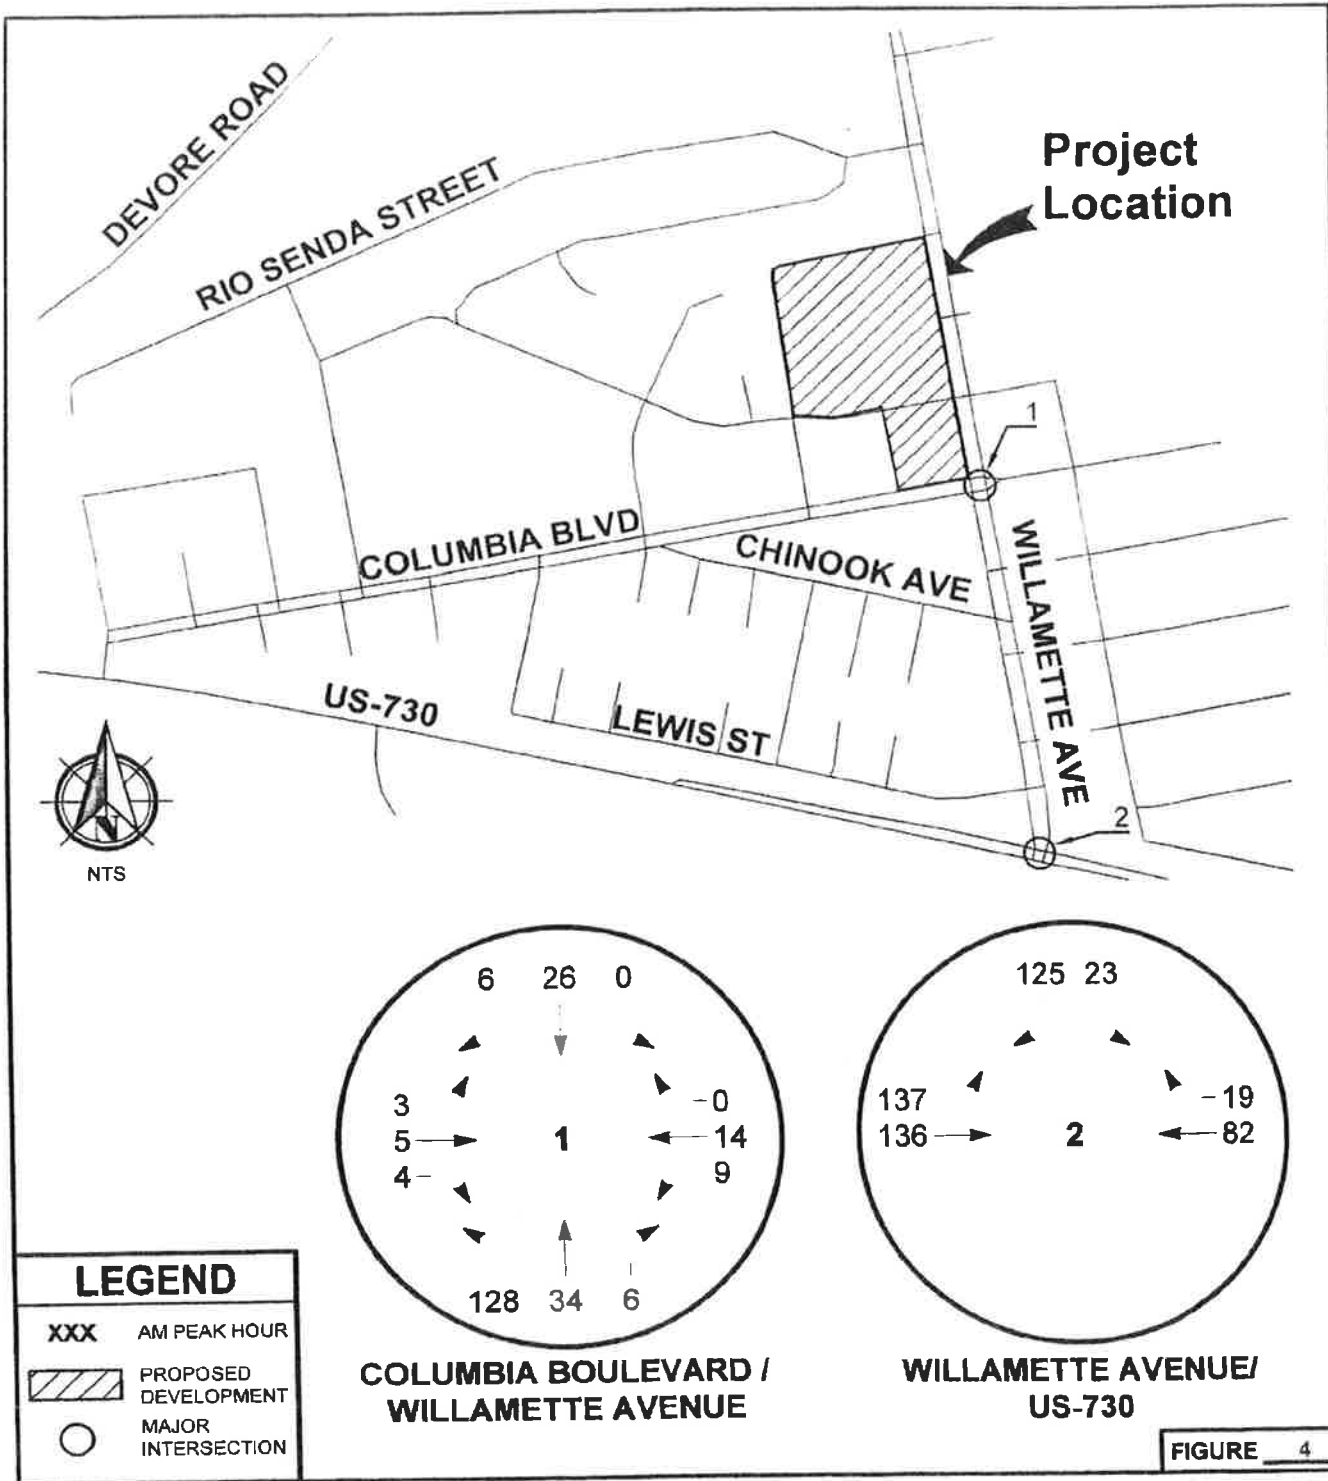 DEVORE ROAD
RIO SENDA STREET
Project
Location
1
COLUMBIA BLVD
CHINOOK AVE
WILLAMETTE AVE
US-730
LEWIS ST
2
N
NTS
6 26 0
3
5
4
1
0
14
9
128 34 6
COLUMBIA BOULEVARD /
WILLAMETTE AVENUE
125 23
137
136
2
19
82
WILLAMETTE AVENUE/
US-730
LEGEND
XXX AM PEAK HOUR
PROPOSED
DEVELOPMENT
MAJOR
INTERSECTION
FIGURE 4